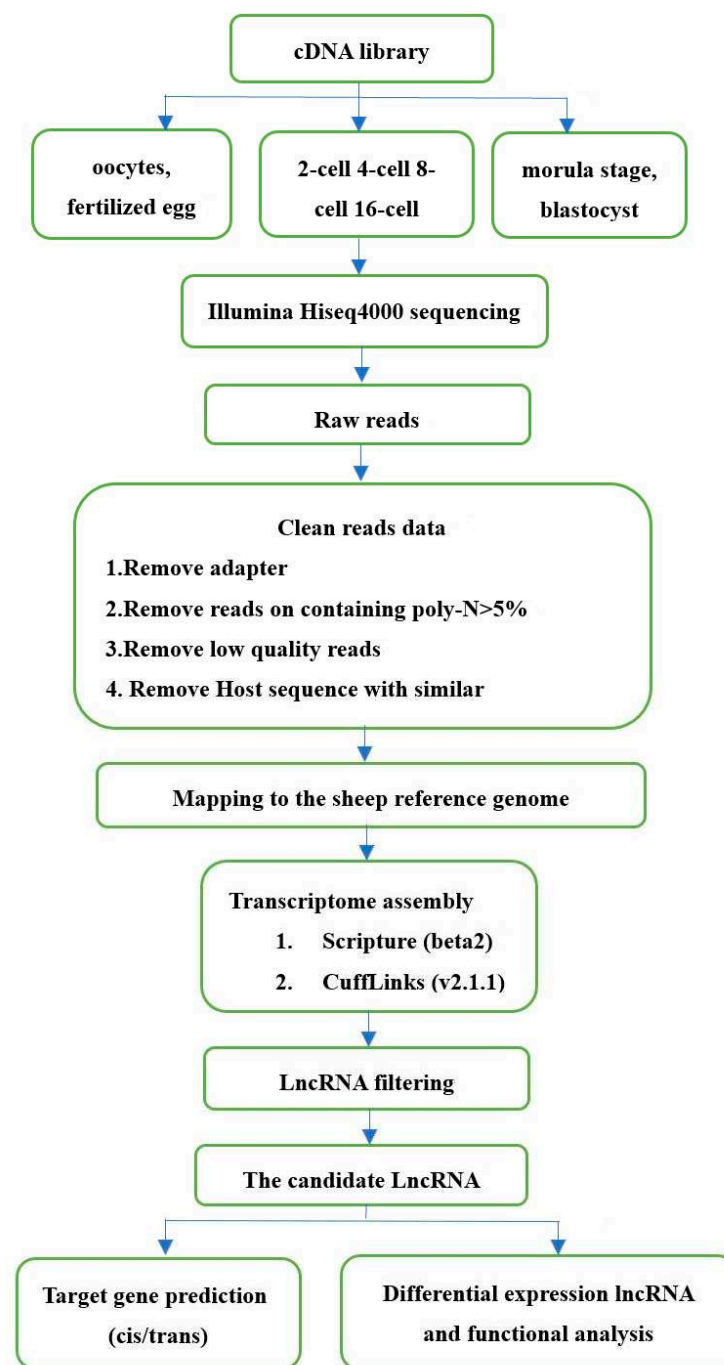 cDNA library
oocytes,
fertilized egg
2-cell 4-cell 8-
cell 16-cell
morula stage,
blastocyst
Illumina Hiseq4000 sequencing
Raw reads
Clean reads data
1.Remove adapter
2.Remove reads on containing poly-N>5%
3.Remove low quality reads
4. Remove Host sequence with similar
Mapping to the sheep reference genome
Transcriptome assembly
1. Scripture (beta2)
2. CuffLinks (v2.1.1)
LncRNA filtering
The candidate LncRNA
Target gene prediction
(cis/trans)
Differential expression lncRNA
and functional analysis